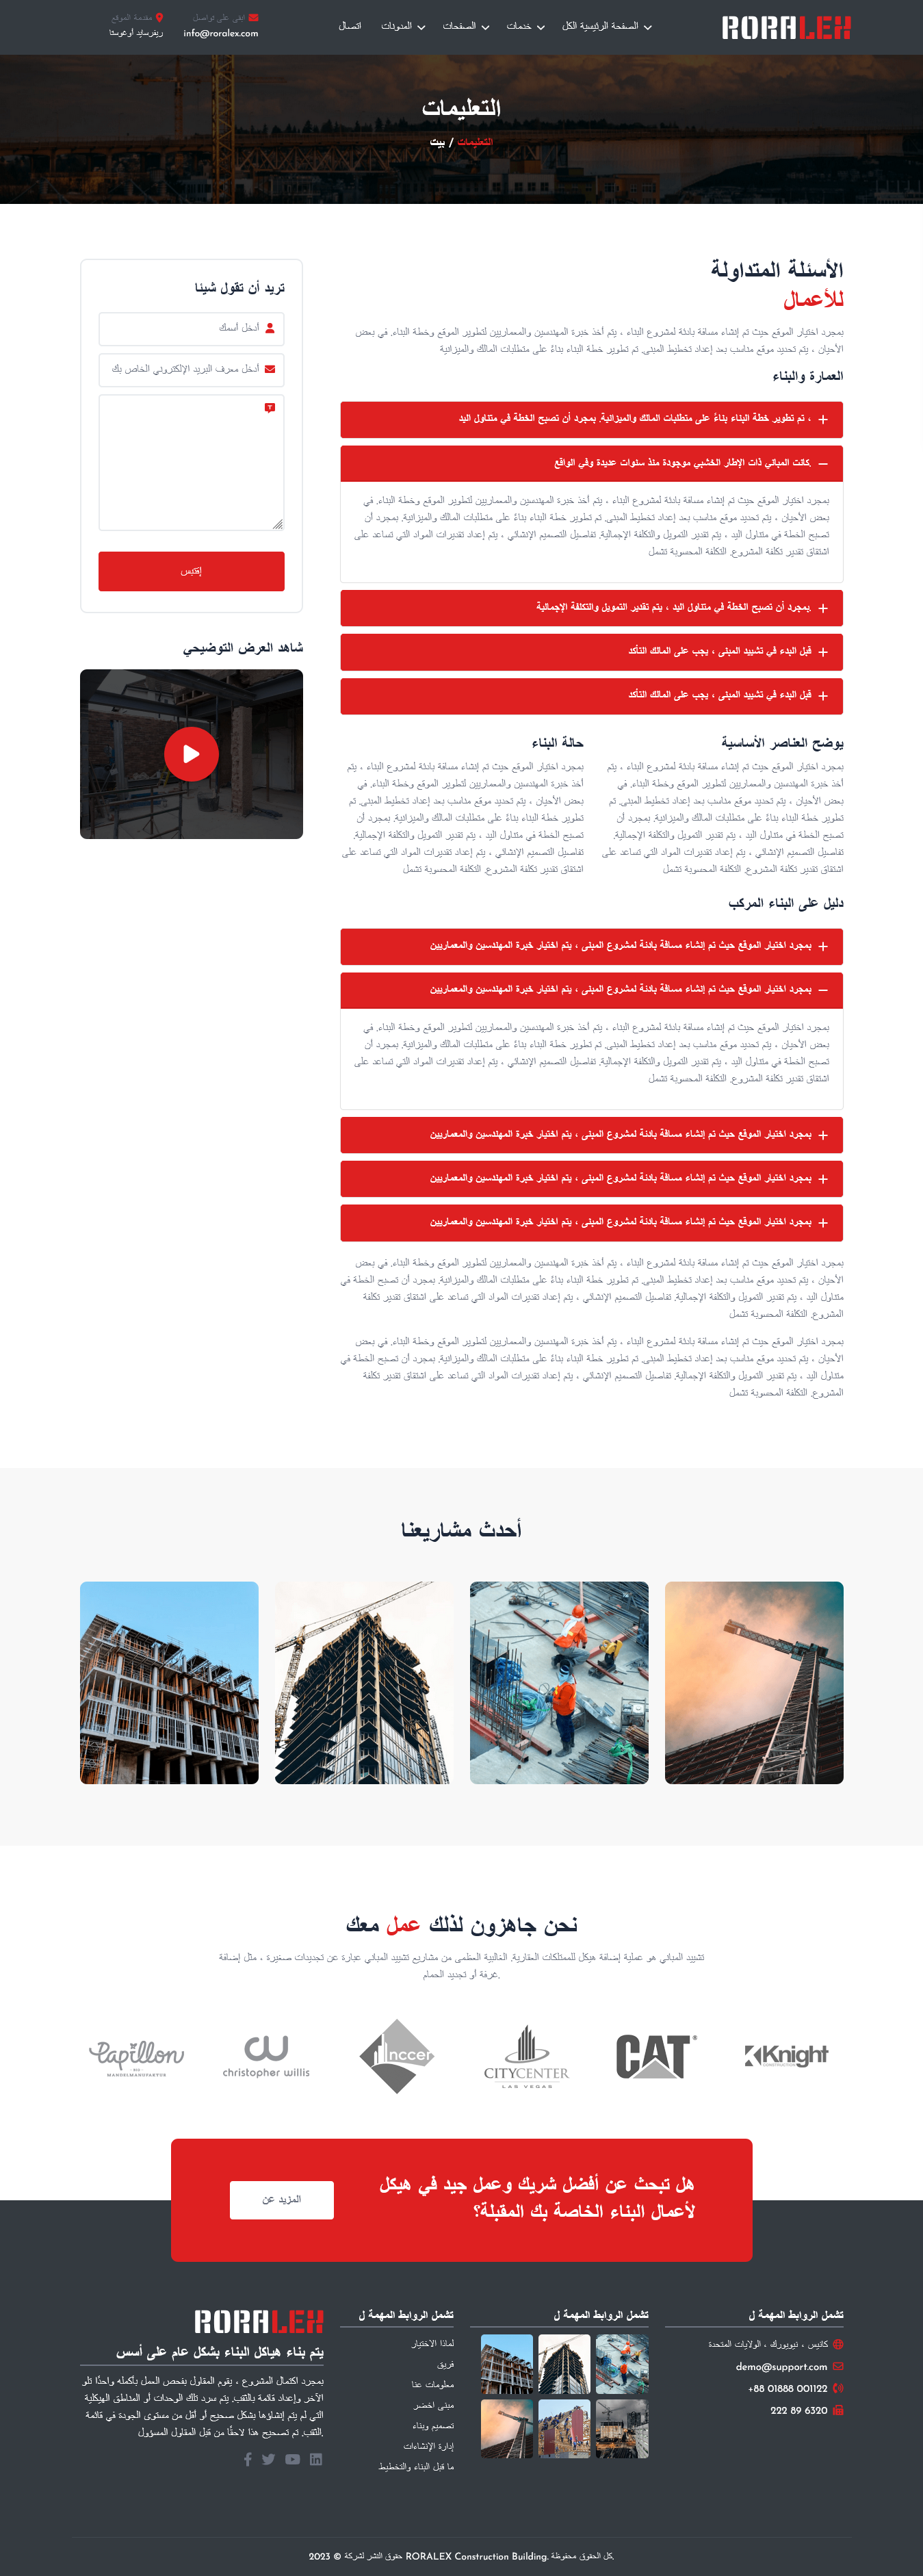 RORALEX
الصفحة الرئيسية الكل
خدمات
الصفحات
المدونات
اتصال
ابقى على تواصل
info@roralex.com
مقدمة الموقع
ريفرسايد أوغوستا
التعليمات
بيت / التعليمات
الأسئلة المتداولة
للأعمال
بمجرد اختيار الموقع حيث تم إنشاء مسافة بادئة لمشروع البناء ، يتم أخذ خبرة المهندسين والمعماريين لتطوير الموقع وخطة البناء. في بعض
الأحيان ، يتم تحديد موقع مناسب بعد إعداد تخطيط المبنى. تم تطوير خطة البناء بناءً على متطلبات المالك والميزانية
العمارة والبناء
، تم تطوير خطة البناء بناءً على متطلبات المالك والميزانية. بمجرد أن تصبح الخطة في متناول اليد
كانت المباني ذات الإطار الخشبي موجودة منذ سنوات عديدة وفي الواقع.
بمجرد اختيار الموقع حيث تم إنشاء مسافة بادئة لمشروع البناء ، يتم أخذ خبرة المهندسين والمعماريين لتطوير الموقع وخطة البناء. في
بعض الأحيان ، يتم تحديد موقع مناسب بعد إعداد تخطيط المبنى. تم تطوير خطة البناء بناءً على متطلبات المالك والميزانية. بمجرد أن
تصبح الخطة في متناول اليد ، يتم تقدير التمويل والتكلفة الإجمالية. تفاصيل التصميم الإنشائي ، يتم إعداد تقديرات المواد التي تساعد على
اشتقاق تقدير تكلفة المشروع. التكلفة المحسوبة تشمل
بمجرد أن تصبح الخطة في متناول اليد ، يتم تقدير التمويل والتكلفة الإجمالية.
قبل البدء في تشييد المبنى ، يجب على المالك التأكد
قبل البدء في تشييد المبنى ، يجب على المالك التأكد
يوضح العناصر الأساسية
بمجرد اختيار الموقع حيث تم إنشاء مسافة بادئة لمشروع البناء ، يتم
أخذ خبرة المهندسين والمعماريين لتطوير الموقع وخطة البناء. في
بعض الأحيان ، يتم تحديد موقع مناسب بعد إعداد تخطيط المبنى. تم
تطوير خطة البناء بناءً على متطلبات المالك والميزانية. بمجرد أن
تصبح الخطة في متناول اليد ، يتم تقدير التمويل والتكلفة الإجمالية.
تفاصيل التصميم الإنشائي ، يتم إعداد تقديرات المواد التي تساعد على
اشتقاق تقدير تكلفة المشروع. التكلفة المحسوبة تشمل
حالة البناء
بمجرد اختيار الموقع حيث تم إنشاء مسافة بادئة لمشروع البناء ، يتم
أخذ خبرة المهندسين والمعماريين لتطوير الموقع وخطة البناء. في
بعض الأحيان ، يتم تحديد موقع مناسب بعد إعداد تخطيط المبنى. تم
تطوير خطة البناء بناءً على متطلبات المالك والميزانية. بمجرد أن
تصبح الخطة في متناول اليد ، يتم تقدير التمويل والتكلفة الإجمالية.
تفاصيل التصميم الإنشائي ، يتم إعداد تقديرات المواد التي تساعد على
اشتقاق تقدير تكلفة المشروع. التكلفة المحسوبة تشمل
دليل على البناء المركب
بمجرد اختيار الموقع حيث تم إنشاء مسافة بادئة لمشروع المبنى ، يتم اختيار خبرة المهندسين والمعماريين
بمجرد اختيار الموقع حيث تم إنشاء مسافة بادئة لمشروع المبنى ، يتم اختيار خبرة المهندسين والمعماريين
بمجرد اختيار الموقع حيث تم إنشاء مسافة بادئة لمشروع البناء ، يتم أخذ خبرة المهندسين والمعماريين لتطوير الموقع وخطة البناء. في
بعض الأحيان ، يتم تحديد موقع مناسب بعد إعداد تخطيط المبنى. تم تطوير خطة البناء بناءً على متطلبات المالك والميزانية. بمجرد أن
تصبح الخطة في متناول اليد ، يتم تقدير التمويل والتكلفة الإجمالية. تفاصيل التصميم الإنشائي ، يتم إعداد تقديرات المواد التي تساعد على
اشتقاق تقدير تكلفة المشروع. التكلفة المحسوبة تشمل
بمجرد اختيار الموقع حيث تم إنشاء مسافة بادئة لمشروع المبنى ، يتم اختيار خبرة المهندسين والمعماريين
بمجرد اختيار الموقع حيث تم إنشاء مسافة بادئة لمشروع المبنى ، يتم اختيار خبرة المهندسين والمعماريين
بمجرد اختيار الموقع حيث تم إنشاء مسافة بادئة لمشروع المبنى ، يتم اختيار خبرة المهندسين والمعماريين
بمجرد اختيار الموقع حيث تم إنشاء مسافة بادئة لمشروع البناء ، يتم أخذ خبرة المهندسين والمعماريين لتطوير الموقع وخطة البناء. في بعض
الأحيان ، يتم تحديد موقع مناسب بعد إعداد تخطيط المبنى. تم تطوير خطة البناء بناءً على متطلبات المالك والميزانية. بمجرد أن تصبح الخطة في
متناول اليد ، يتم تقدير التمويل والتكلفة الإجمالية. تفاصيل التصميم الإنشائي ، يتم إعداد تقديرات المواد التي تساعد على اشتقاق تقدير تكلفة
المشروع. التكلفة المحسوبة تشمل
بمجرد اختيار الموقع حيث تم إنشاء مسافة بادئة لمشروع البناء ، يتم أخذ خبرة المهندسين والمعماريين لتطوير الموقع وخطة البناء. في بعض
الأحيان ، يتم تحديد موقع مناسب بعد إعداد تخطيط المبنى. تم تطوير خطة البناء بناءً على متطلبات المالك والميزانية. بمجرد أن تصبح الخطة في
متناول اليد ، يتم تقدير التمويل والتكلفة الإجمالية. تفاصيل التصميم الإنشائي ، يتم إعداد تقديرات المواد التي تساعد على اشتقاق تقدير تكلفة
المشروع. التكلفة المحسوبة تشمل
تريد أن تقول شيئا
أدخل أسمك
أدخل معرف البريد الإلكتروني الخاص بك
إقتبس
شاهد العرض التوضيحي
أحدث مشاريعنا
نحن جاهزون لذلك عمل معك
تشييد المباني هو عملية إضافة هيكل للممتلكات العقارية. الغالبية العظمى من مشاريع تشييد المباني عبارة عن تجديدات صغيرة ، مثل إضافة
غرفة أو تجديد الحمام.
Knight
CONSTRUCTION
CAT
CITYCENTER
LAS VEGAS
nccer
christopher willis
Papillon
MANDELMANUFAKTUR
هل تبحث عن أفضل شريك وعمل جيد في هيكل
لأعمال البناء الخاصة بك المقبلة؟
المزيد عن
تشمل الروابط المهمة ل
كانيس ، نيويورك ، الولايات المتحدة
demo@support.com
+88 01888 001122
222 89 6320
تشمل الروابط المهمة ل
تشمل الروابط المهمة ل
لماذا الاختيار
فريق
معلومات عنا
مبنى اخضر
تصميم وبناء
إدارة الإنشاءات
ما قبل البناء والتخطيط
RORALEX
يتم بناء هياكل البناء بشكل عام على أسس
بمجرد اكتمال المشروع ، يقوم المقاول بفحص العمل بأكمله واحدًا تلو
الآخر وإعداد قائمة بالثقب. يتم سرد تلك الوحدات أو المناطق الهيكلية
التي لم يتم إنشاؤها بشكل صحيح أو أقل من مستوى الجودة في قائمة
الثقب. تم تصحيح هذا لاحقًا من قبل المقاول المسؤول.
حقوق النشر لشركة © 2023 RORALEX Construction Building. كل الحقوق محفوظة.